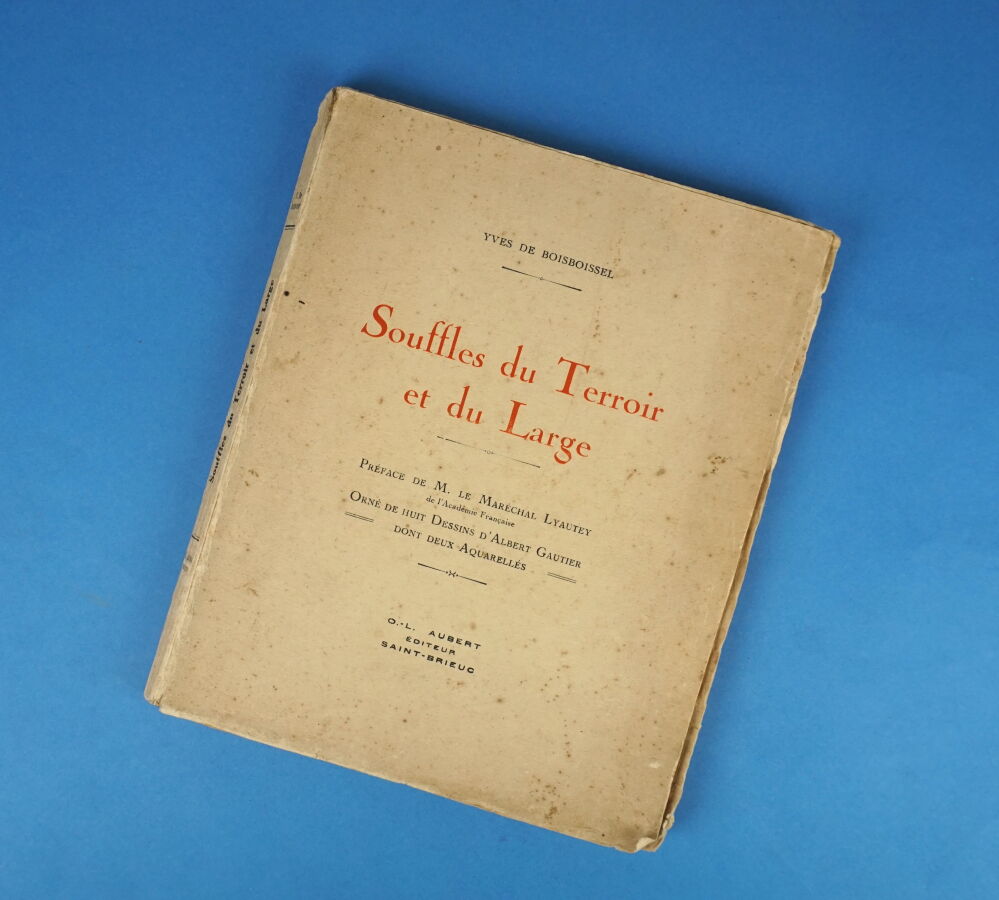 YVES DE BOISBOISSEL
Souffles du Terroir
et du Large
PRÉFACE DE M. LE MARÉCHAL LYAUTEY
de l'Académie Française
ORNÉ DE HUIT DESSINS D'ALBERT GAUTIER
DONT DEUX AQUARELLÉS
O.-L. AUBERT
ÉDITEUR
SAINT-BRIEUC
Souffles du Terroir et du Large